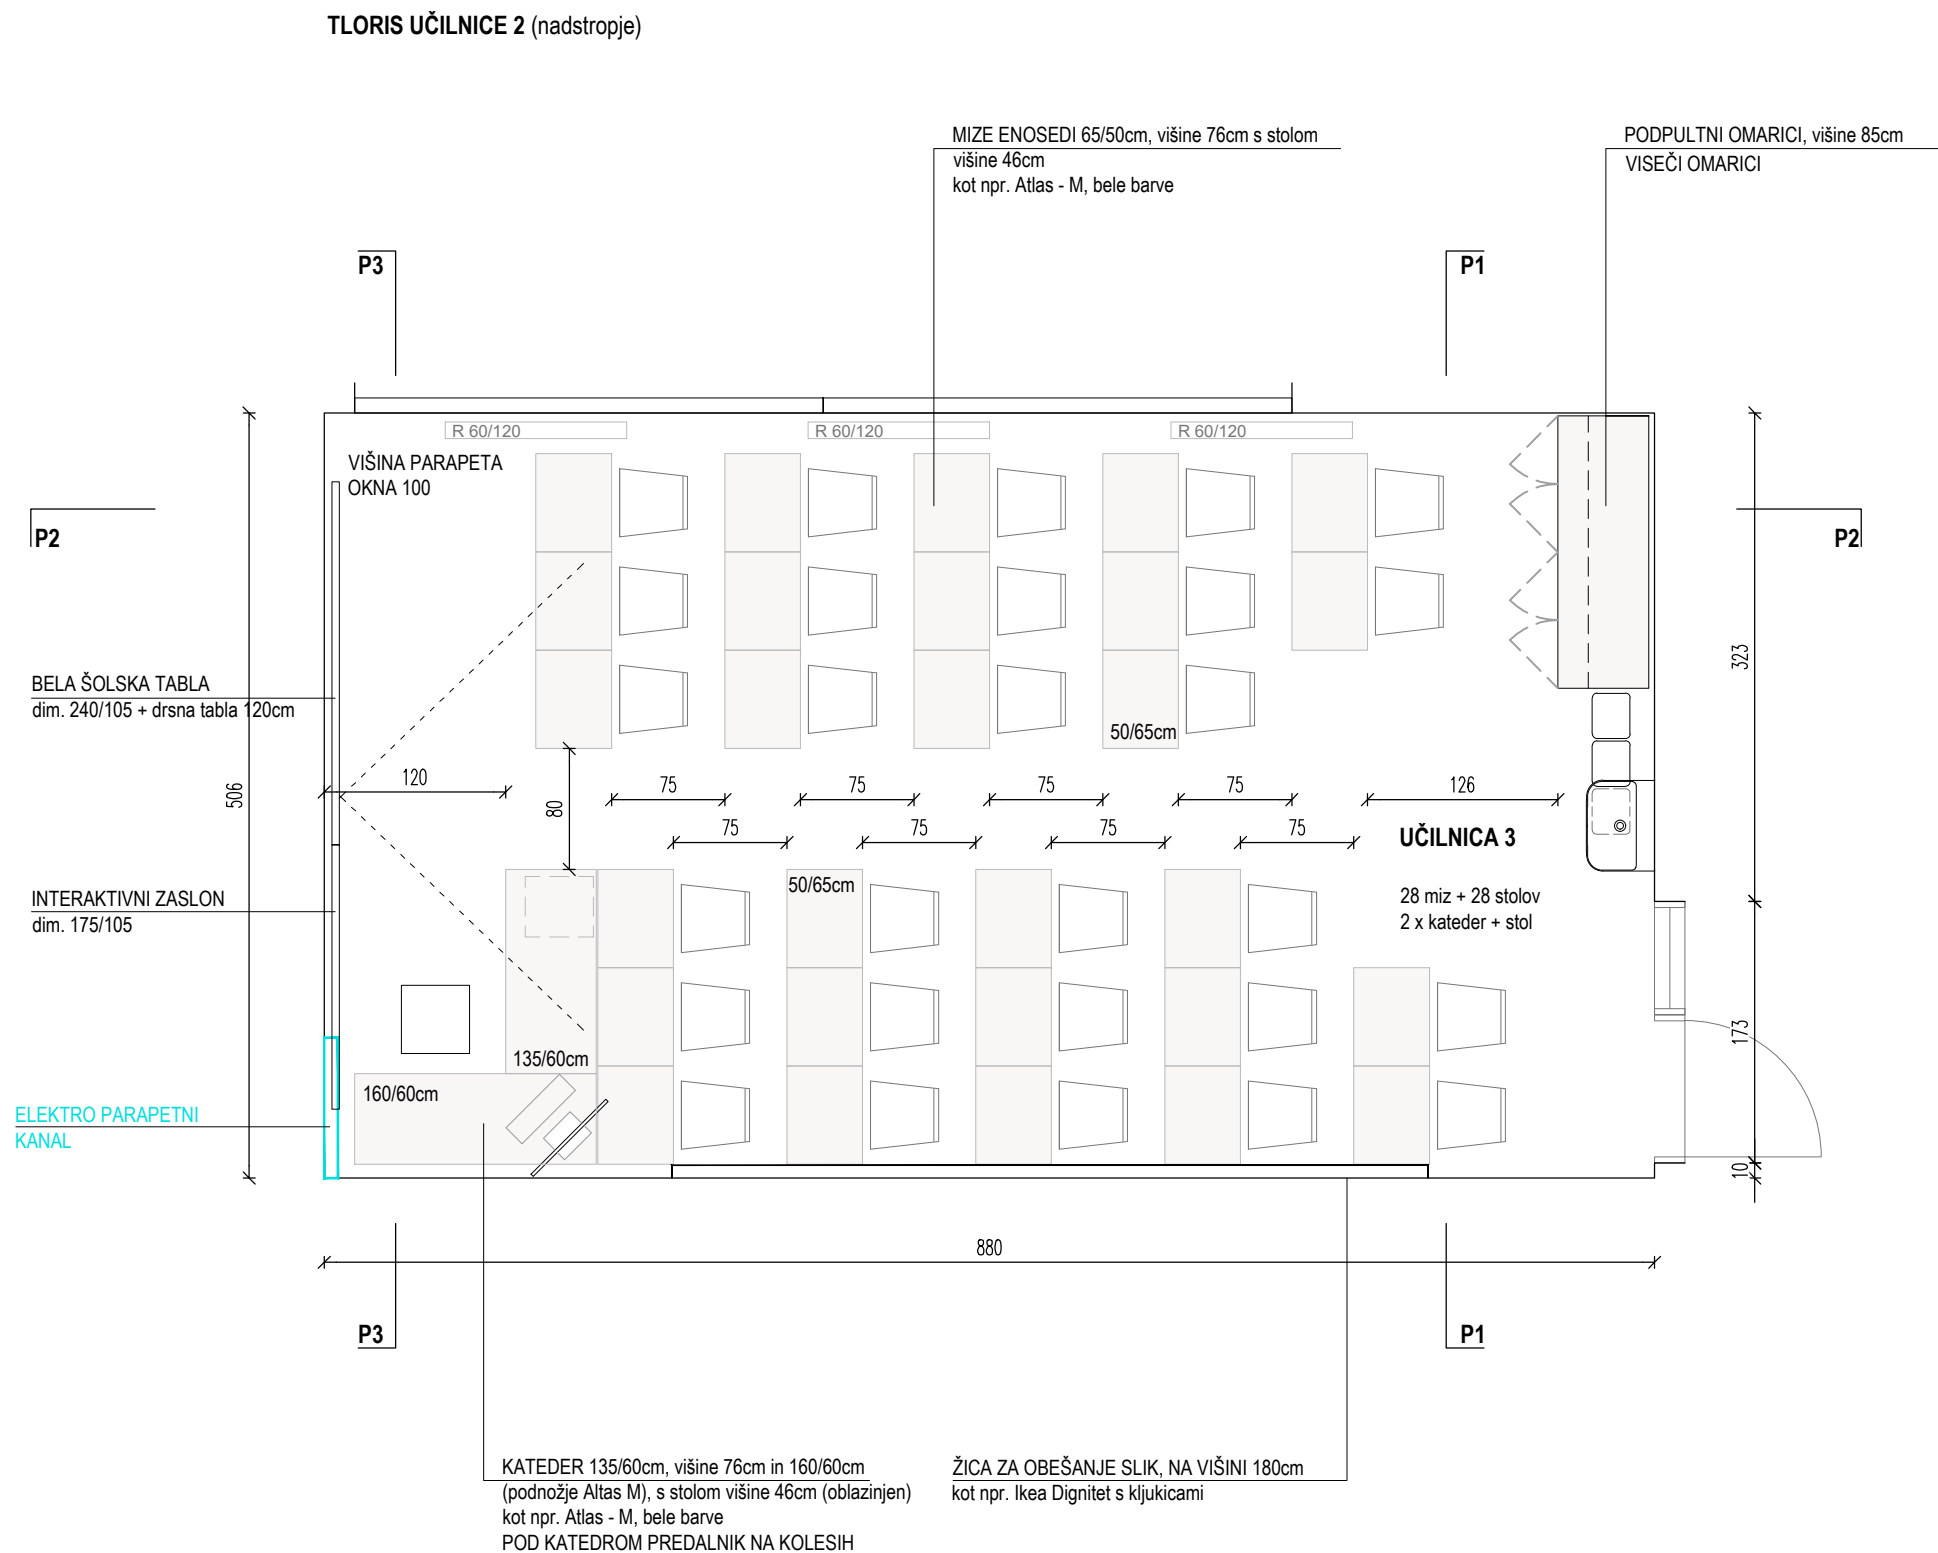 TLORIS UČILNICE 2 (nadstropje)
MIZE ENOSEDI 65/50cm, višine 76cm s stolom
višine 46cm
kot npr. Atlas - M, bele barve
PODPULTNI OMARICI, višine 85cm
VISEČI OMARICI
P3
P1
R 60/120
R 60/120
R 60/120
VIŠINA PARAPETA
OKNA 100
P2
P2
BELA ŠOLSKA TABLA
dim. 240/105 + drsna tabla 120cm
50/65cm
323
506
120
80
75
75
75
75
126
75
75
75
75
UČILNICA 3
28 miz + 28 stolov
2 x kateder + stol
50/65cm
INTERAKTIVNI ZASLON
dim. 175/105
135/60cm
160/60cm
173
10
ELEKTRO PARAPETNI
KANAL
880
P3
P1
KATEDER 135/60cm, višine 76cm in 160/60cm
(podnožje Altas M), s stolom višine 46cm (oblazinjen)
kot npr. Atlas - M, bele barve
POD KATEDROM PREDALNIK NA KOLESIH
ŽICA ZA OBEŠANJE SLIK, NA VIŠINI 180cm
kot npr. Ikea Dignitet s kljukicami